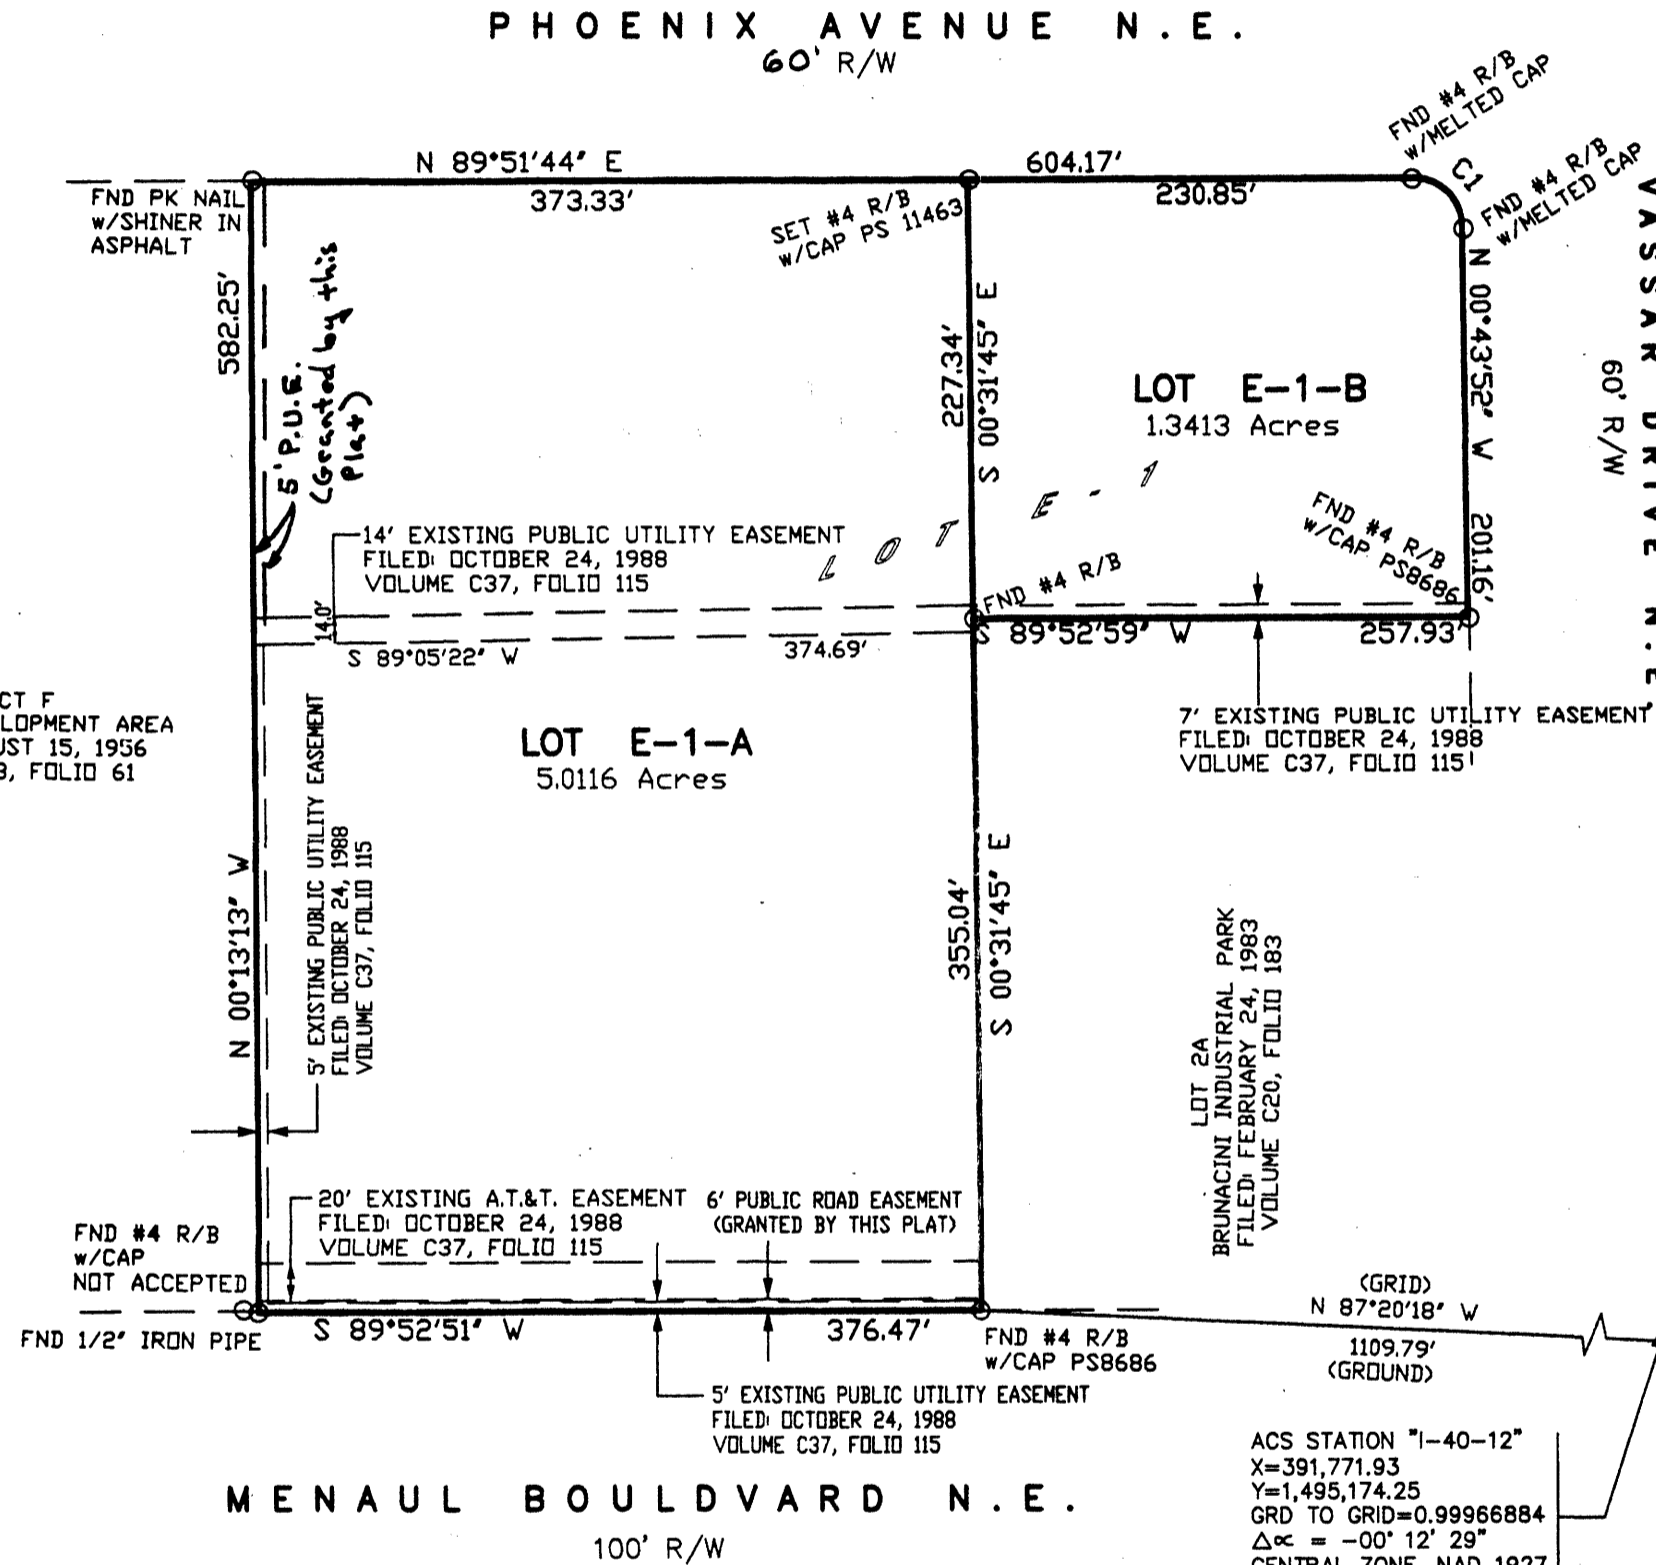 PHOENIX AVENUE N.E.
60' R/W
FND #4 R/B
w/MELTED CAP
C1
FND #4 R/B
w/MELTED CAP
N 89°51'44" E
604.17'
373.33'
230.85'
FND PK NAIL
w/SHINER IN
ASPHALT
SET #4 R/B
w/CAP PS 11463
582.25'
5' P.U.E.
(Granted by this
Plat)
227.34'
S 00°31'45" E
LOT E-1-B
1.3413 Acres
N 00°43'52" W
201.16'
VASSAR DRIVE N.E.
60' R/W
LOT E-1
14' EXISTING PUBLIC UTILITY EASEMENT
FILED: OCTOBER 24, 1988
VOLUME C37, FOLIO 115
14.0'
FND #4 R/B
FND #4 R/B
w/CAP PS8686
S 89°05'22" W
374.69'
S 89°52'59" W
257.93'
7' EXISTING PUBLIC UTILITY EASEMENT
FILED: OCTOBER 24, 1988
VOLUME C37, FOLIO 115
CT F
LOPMENT AREA
UST 15, 1956
3, FOLIO 61
LOT E-1-A
5.0116 Acres
5' EXISTING PUBLIC UTILITY EASEMENT
FILED: OCTOBER 24, 1988
VOLUME C37, FOLIO 115
N 00°13'13" W
355.04'
S 00°31'45" E
LOT 2A
BRUNACINI INDUSTRIAL PARK
FILED: FEBRUARY 24, 1983
VOLUME C20, FOLIO 183
20' EXISTING A.T.&T. EASEMENT
FILED: OCTOBER 24, 1988
VOLUME C37, FOLIO 115
6' PUBLIC ROAD EASEMENT
(GRANTED BY THIS PLAT)
FND #4 R/B
w/CAP
NOT ACCEPTED
FND 1/2" IRON PIPE
S 89°52'51" W
376.47'
FND #4 R/B
w/CAP PS8686
(GRID)
N 87°20'18" W
1109.79'
(GROUND)
5' EXISTING PUBLIC UTILITY EASEMENT
FILED: OCTOBER 24, 1988
VOLUME C37, FOLIO 115
MENAUL BOULDVARD N.E.
100' R/W
ACS STATION "I-40-12"
X=391,771.93
Y=1,495,174.25
GRD TO GRID=0.99966884
Δ∝ = -00° 12' 29"
CENTRAL ZONE, NAD 1927